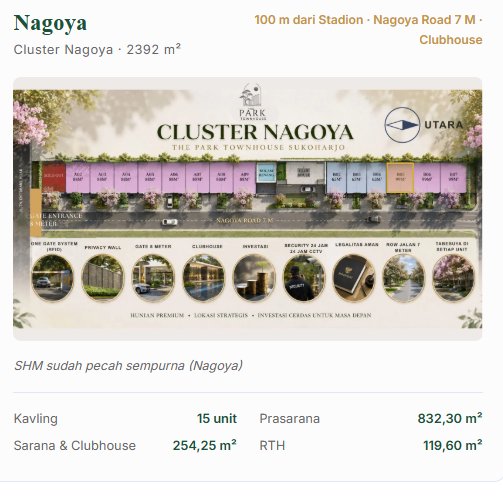 Nagoya
Cluster Nagoya · 2392 m²
100 m dari Stadion · Nagoya Road 7 M ·
Clubhouse
PARK
TOWNHOUSE
CLUSTER NAGOYA
THE PARK TOWNHOUSE SUKOHARJO
UTARA
GATE ENTRANCE
8 METER
NAGOYA ROAD 7 M
ONE GATE SYSTEM
(RFID)
PRIVACY WALL
GATE 8 METER
CLUBHOUSE
INVESTASI
SECURITY 24 JAM
24 JAM CCTV
LEGALITAS AMAN
ROW JALAN 7
METER
TABEBUYA DI
SETIAP UNIT
SECURITY
HUNIAN PREMIUM • LOKASI STRATEGIS • INVESTASI CERDAS UNTUK MASA DEPAN
SHM sudah pecah sempurna (Nagoya)
Kavling 15 unit
Prasarana 832,30 m²
Sarana & Clubhouse 254,25 m²
RTH 119,60 m²